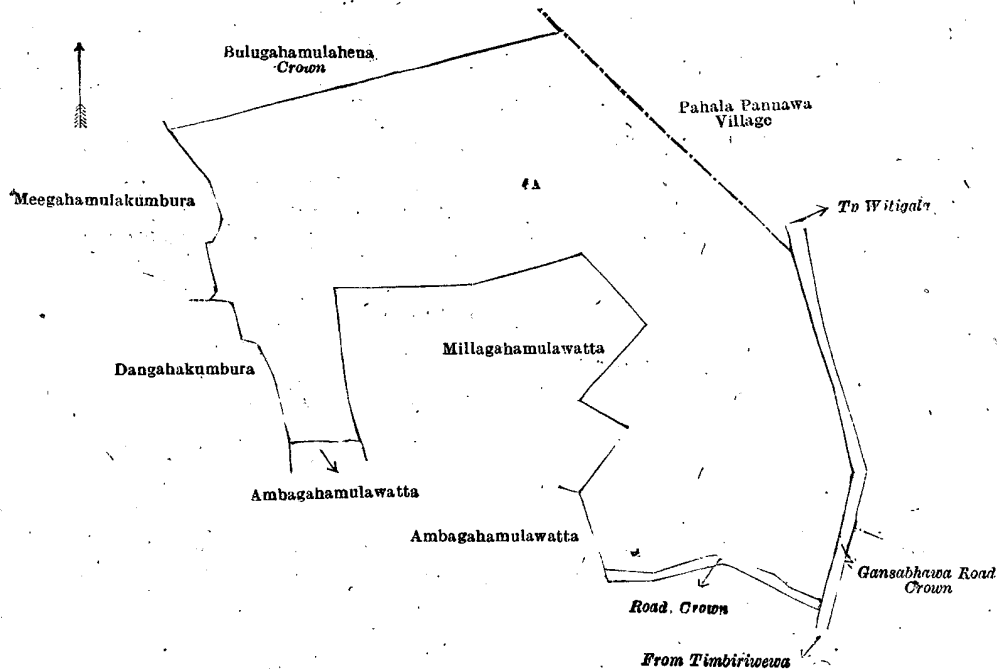 Bulugahamulahena
Crown
Pahala Pannawa
Village
Meegahamulakumbura
To Witigala
Millagahamulawatta
Dangahakumbura
Ambagahamulawatta
Ambagahamulawatta
Gansabhawa Road
Crown
Road, Crown
From Timbiriwewa